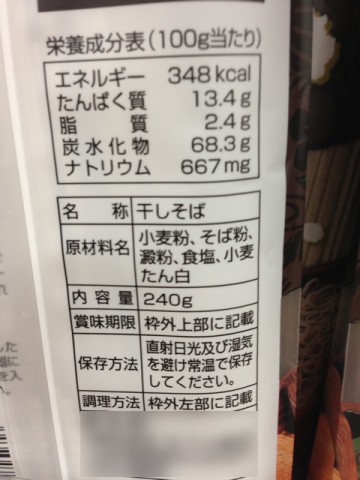 栄養成分表(100g当たり)
エネルギー 348kcal
たんぱく質 13.4g
脂質 2.4g
炭水化物 68.3g
ナトリウム 667mg
名称 干しそば
原材料名 小麦粉、そば粉、
澱粉、食塩、小麦
たん白
内容量 240g
賞味期限 枠外上部に記載
保存方法 直射日光及び湿気
を避け常温で保存
してください。
調理方法 枠外左部に記載